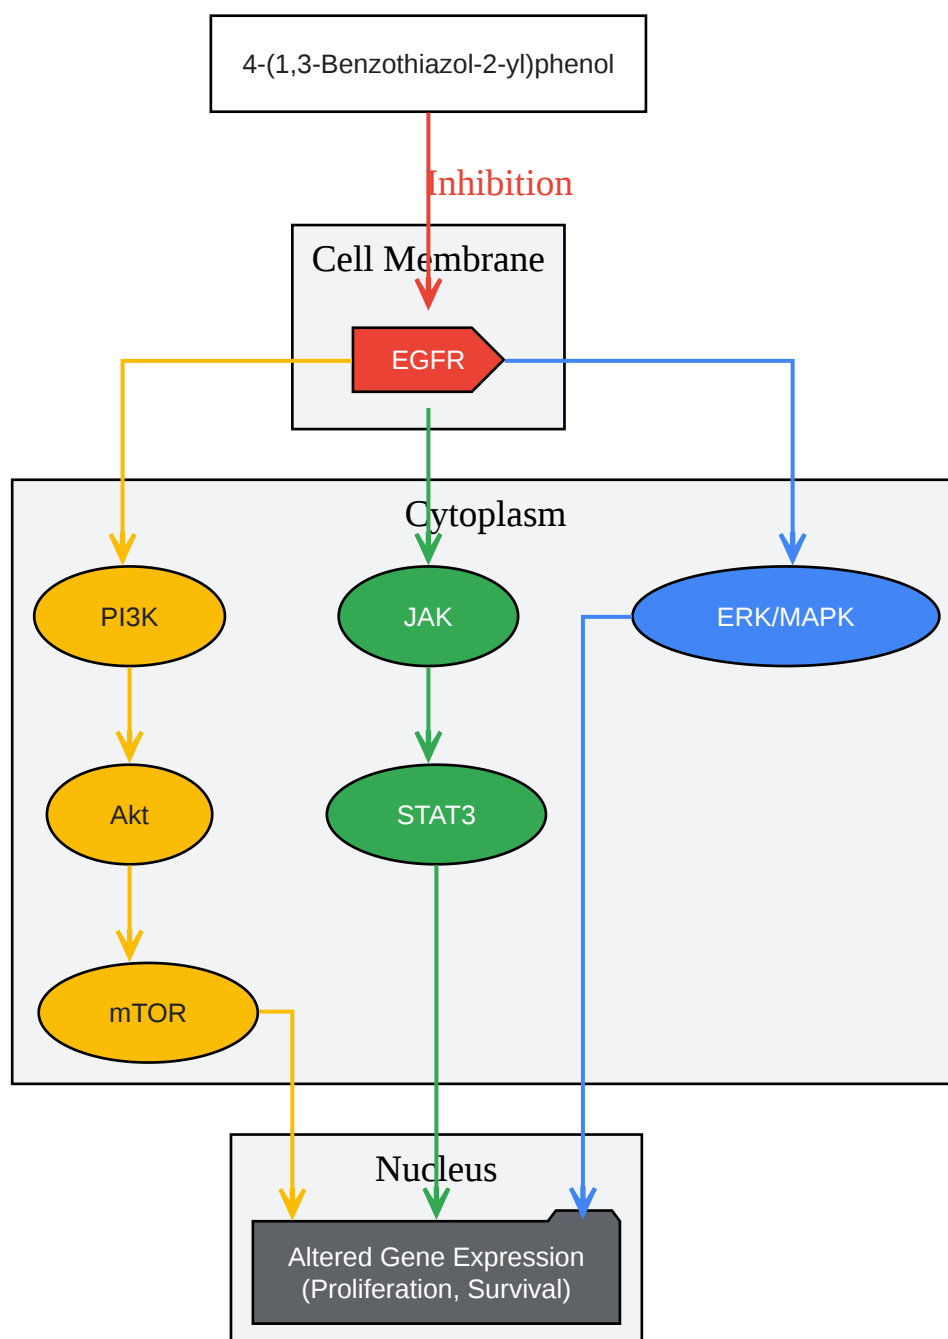 4-(1,3-Benzothiazol-2-yl)phenol
Inhibition
Cell Membrane
EGFR
Cytoplasm
PI3K
JAK
ERK/MAPK
Akt
STAT3
mTOR
Nucleus
Altered Gene Expression
(Proliferation, Survival)